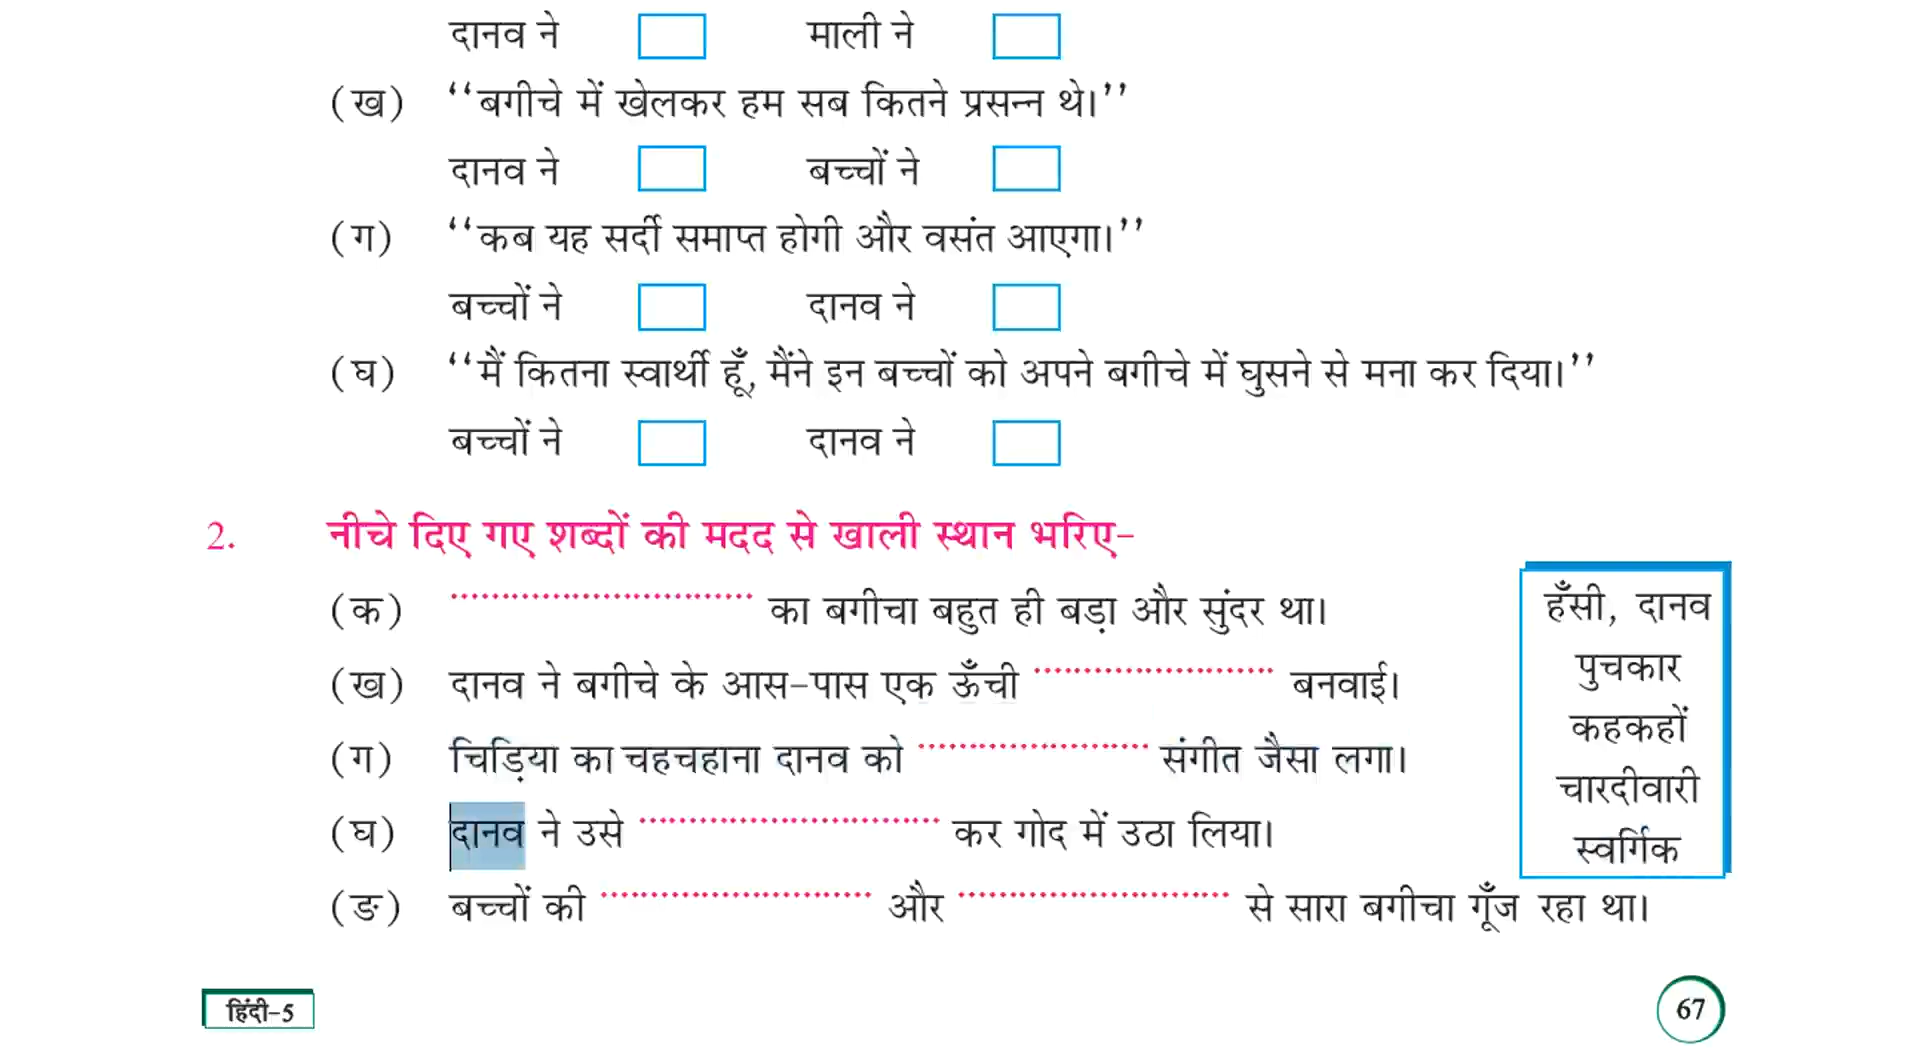 दानव ने माली ने
(ख) ‘‘बगीचे में खेलकर हम सब कितने प्रसन्न थे।’’
दानव ने बच्चों ने
(ग) ‘‘कब यह सर्दी समाप्त होगी और वसंत आएगा।’’
बच्चों ने दानव ने
(घ) ‘‘मैं कितना स्वार्थी हूँ, मैंने इन बच्चों को अपने बगीचे में घुसने से मना कर दिया।’’
बच्चों ने दानव ने
2. नीचे दिए गए शब्दों की मदद से खाली स्थान भरिए–
(क) .............................. का बगीचा बहुत ही बड़ा और सुंदर था।
(ख) दानव ने बगीचे के आस-पास एक ऊँची ........................ बनवाई।
(ग) चिड़िया का चहचहाना दानव को ....................... संगीत जैसा लगा।
(घ) दानव ने उसे .............................. कर गोद में उठा लिया।
(ङ) बच्चों की ........................... और ........................... से सारा बगीचा गूँज रहा था।
हँसी, दानव
पुचकार
कहकहों
चारदीवारी
स्वर्गिक
हिंदी-5
67